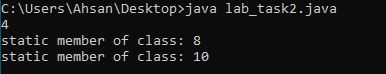 C:\Users\Ahsan\Desktop>java lab_task2.java
4
static member of class: 8
static member of class: 10